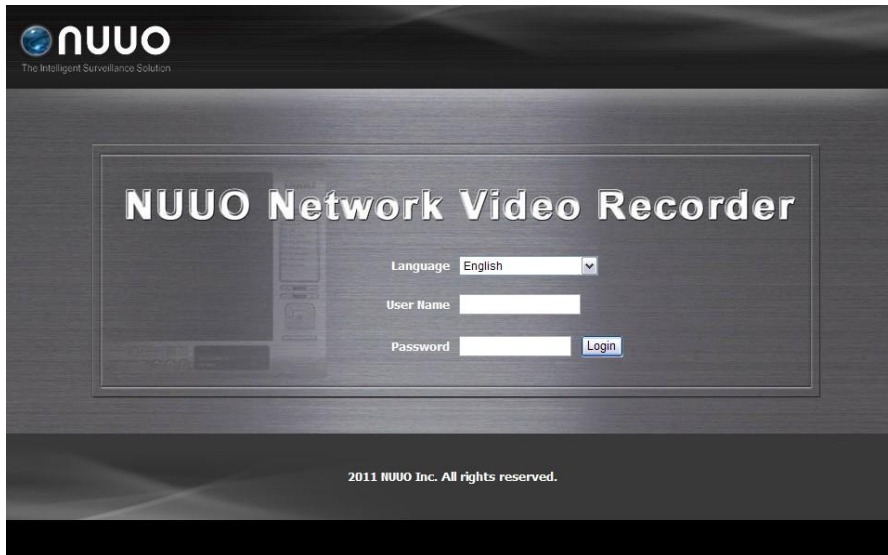 nuuo
The Intelligent Surveillance Solution
NUUO Network Video Recorder
Language English
User Name
Password Login
2011 NUUO Inc. All rights reserved.